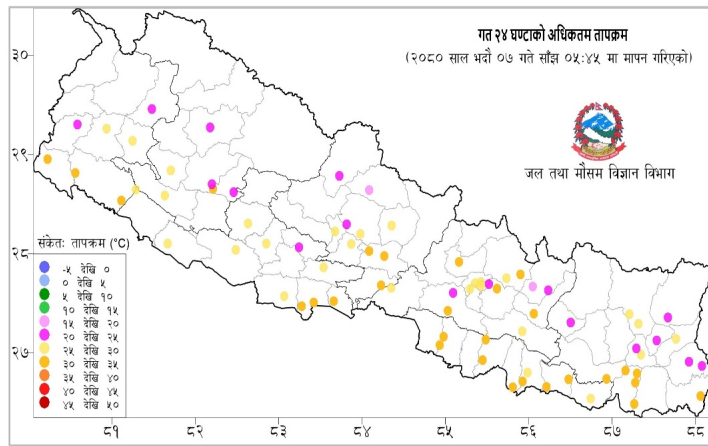 गत २४ घण्टाको अधिकतम तापक्रम
(२०८० साल भदौ ०७ गते साँझ ०५:४५ मा मापन गरिएको)
जल तथा मौसम विज्ञान विभाग
३०
२९
२८
२७
संकेतः तापक्रम (°C)
-५ देखि ०
० देखि ५
५ देखि १०
१० देखि १५
१५ देखि २०
२० देखि २५
२५ देखि ३०
३० देखि ३५
३५ देखि ४०
४० देखि ४५
४५ देखि ५०
८१ ८२ ८३ ८४ ८५ ८६ ८७ ८८